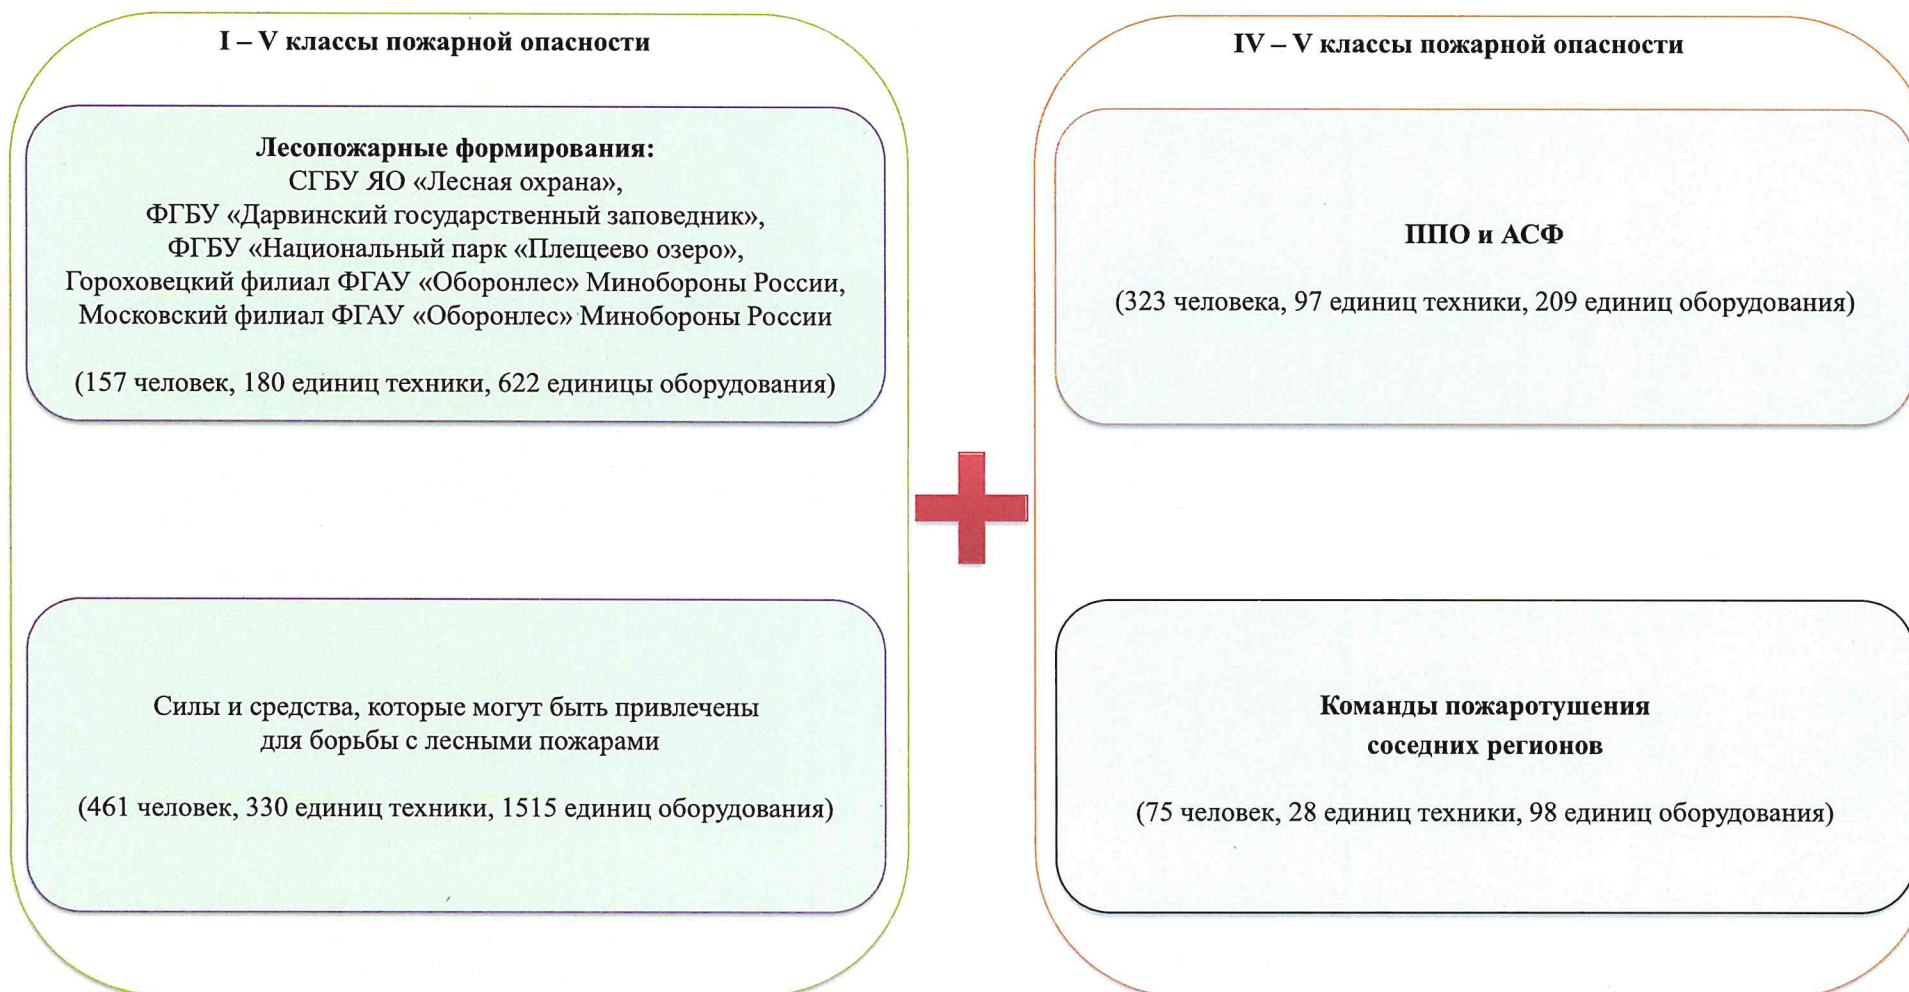 I – V классы пожарной опасности
Лесопожарные формирования:
СГБУ ЯО «Лесная охрана»,
ФГБУ «Дарвинский государственный заповедник»,
ФГБУ «Национальный парк «Плещеево озеро»,
Гороховецкий филиал ФГАУ «Оборонлес» Минобороны России,
Московский филиал ФГАУ «Оборонлес» Минобороны России
(157 человек, 180 единиц техники, 622 единицы оборудования)
Силы и средства, которые могут быть привлечены
для борьбы с лесными пожарами
(461 человек, 330 единиц техники, 1515 единиц оборудования)
IV – V классы пожарной опасности
ППО и АСФ
(323 человека, 97 единиц техники, 209 единиц оборудования)
Команды пожаротушения
соседних регионов
(75 человек, 28 единиц техники, 98 единиц оборудования)